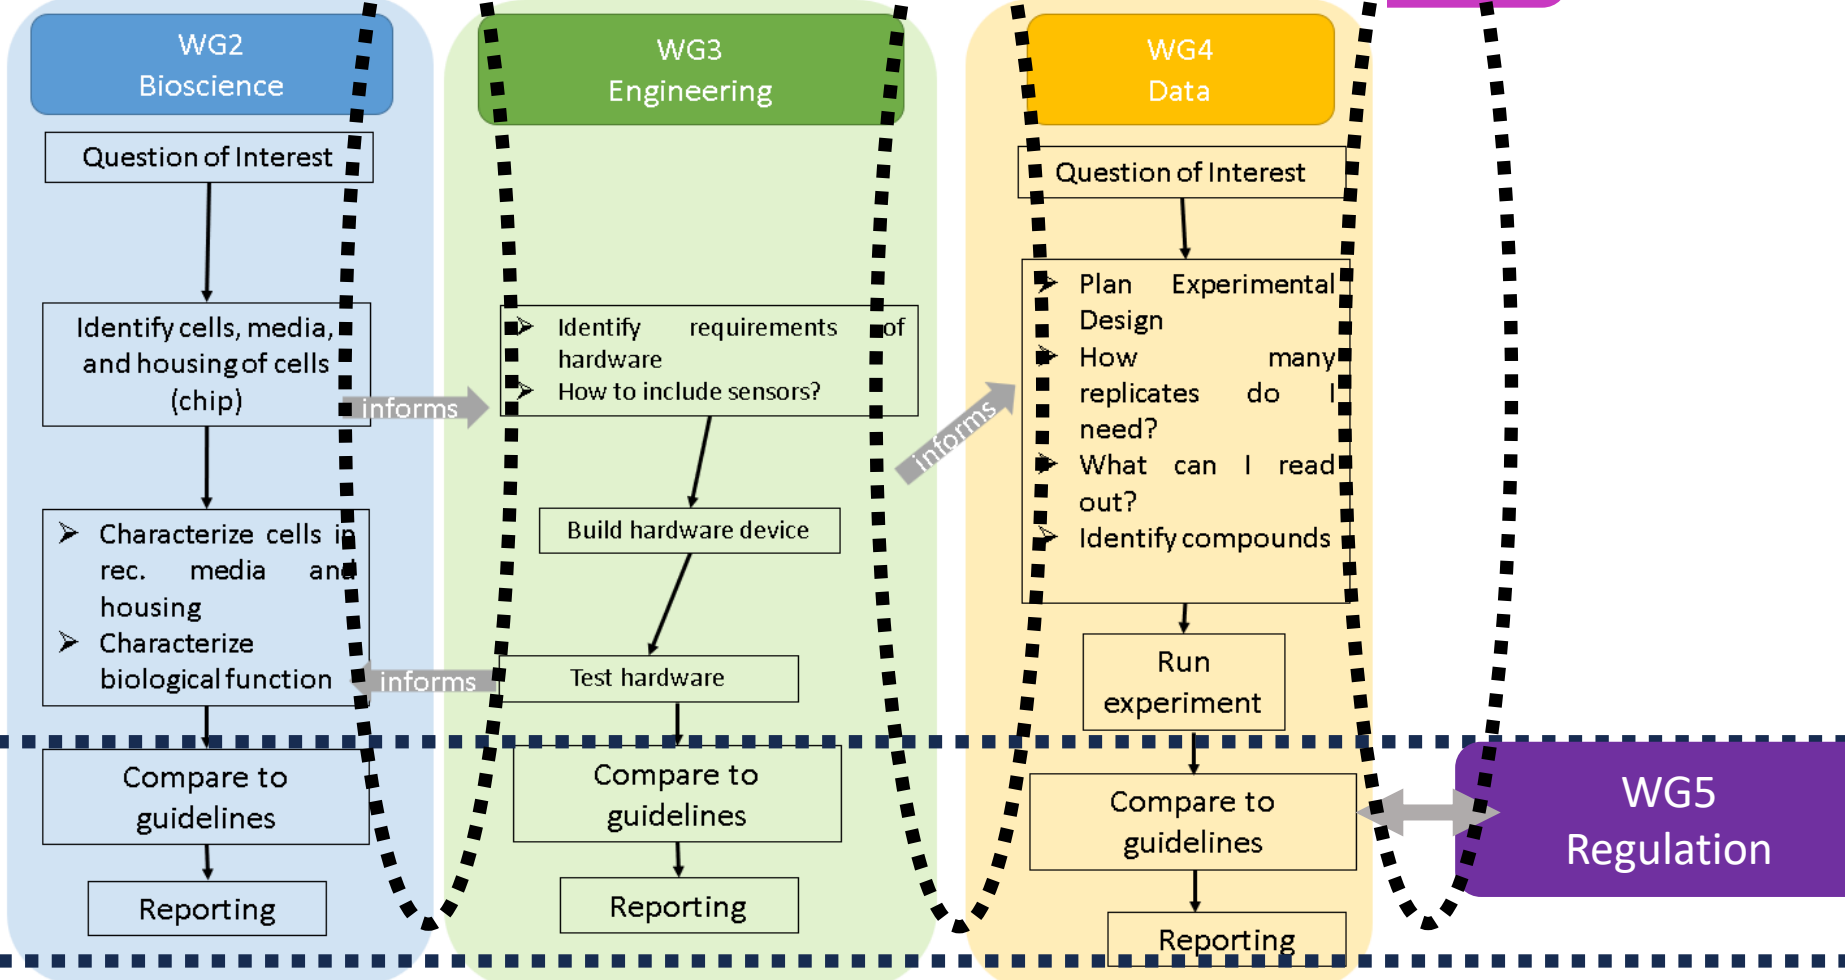 WG2
Bioscience
Question of Interest
Identify cells, media,
and housing of cells
(chip)
informs
Characterize cells in
rec. media and
housing
Characterize
biological function
informs
Compare to
guidelines
Reporting
WG3
Engineering
Identify requirements of
hardware
How to include sensors?
informs
Build hardware device
Test hardware
Compare to
guidelines
Reporting
WG4
Data
Question of Interest
Plan Experimental
Design
How many
replicates do I
need?
What can I read
out?
Identify compounds
Run
experiment
Compare to
guidelines
Reporting
WG5
Regulation